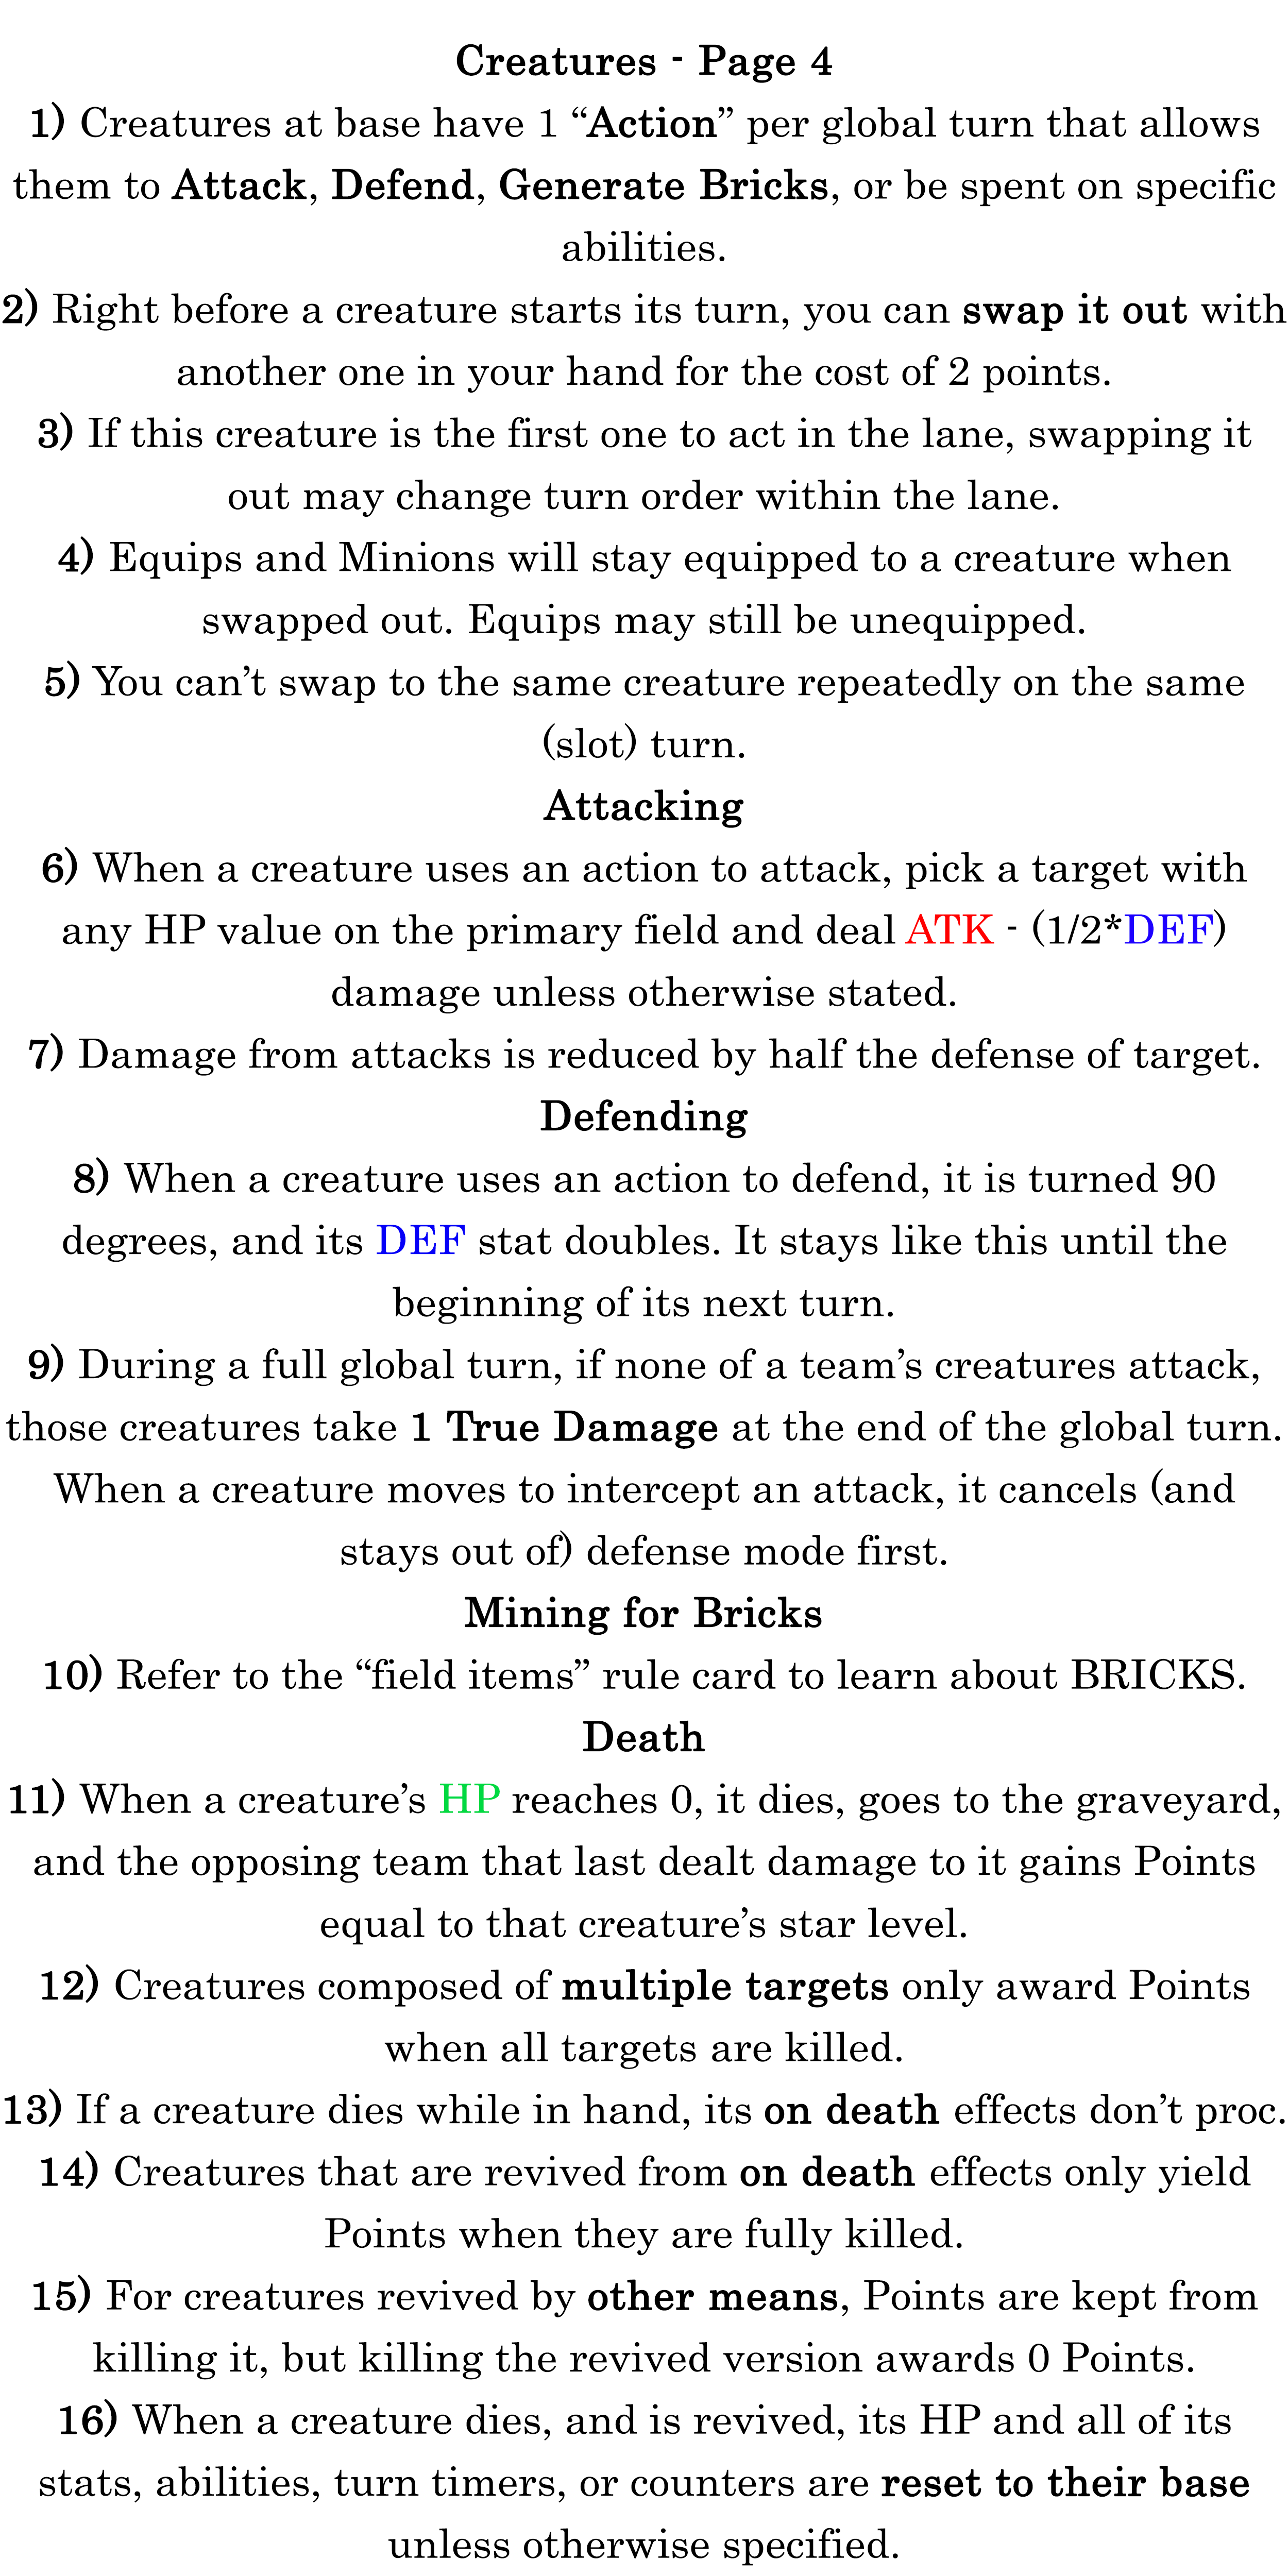 Creatures - Page 4
1) Creatures at base have 1 “Action” per global turn that allows
them to Attack, Defend, Generate Bricks, or be spent on specific
abilities.
2) Right before a creature starts its turn, you can swap it out with
another one in your hand for the cost of 2 points.
3) If this creature is the first one to act in the lane, swapping it
out may change turn order within the lane.
4) Equips and Minions will stay equipped to a creature when
swapped out. Equips may still be unequipped.
5) You can’t swap to the same creature repeatedly on the same
(slot) turn.
Attacking
6) When a creature uses an action to attack, pick a target with
any HP value on the primary field and deal ATK - (1/2*DEF)
damage unless otherwise stated.
7) Damage from attacks is reduced by half the defense of target.
Defending
8) When a creature uses an action to defend, it is turned 90
degrees, and its DEF stat doubles. It stays like this until the
beginning of its next turn.
9) During a full global turn, if none of a team’s creatures attack,
those creatures take 1 True Damage at the end of the global turn.
When a creature moves to intercept an attack, it cancels (and
stays out of) defense mode first.
Mining for Bricks
10) Refer to the “field items” rule card to learn about BRICKS.
Death
11) When a creature’s HP reaches 0, it dies, goes to the graveyard,
and the opposing team that last dealt damage to it gains Points
equal to that creature’s star level.
12) Creatures composed of multiple targets only award Points
when all targets are killed.
13) If a creature dies while in hand, its on death effects don’t proc.
14) Creatures that are revived from on death effects only yield
Points when they are fully killed.
15) For creatures revived by other means, Points are kept from
killing it, but killing the revived version awards 0 Points.
16) When a creature dies, and is revived, its HP and all of its
stats, abilities, turn timers, or counters are reset to their base
unless otherwise specified.